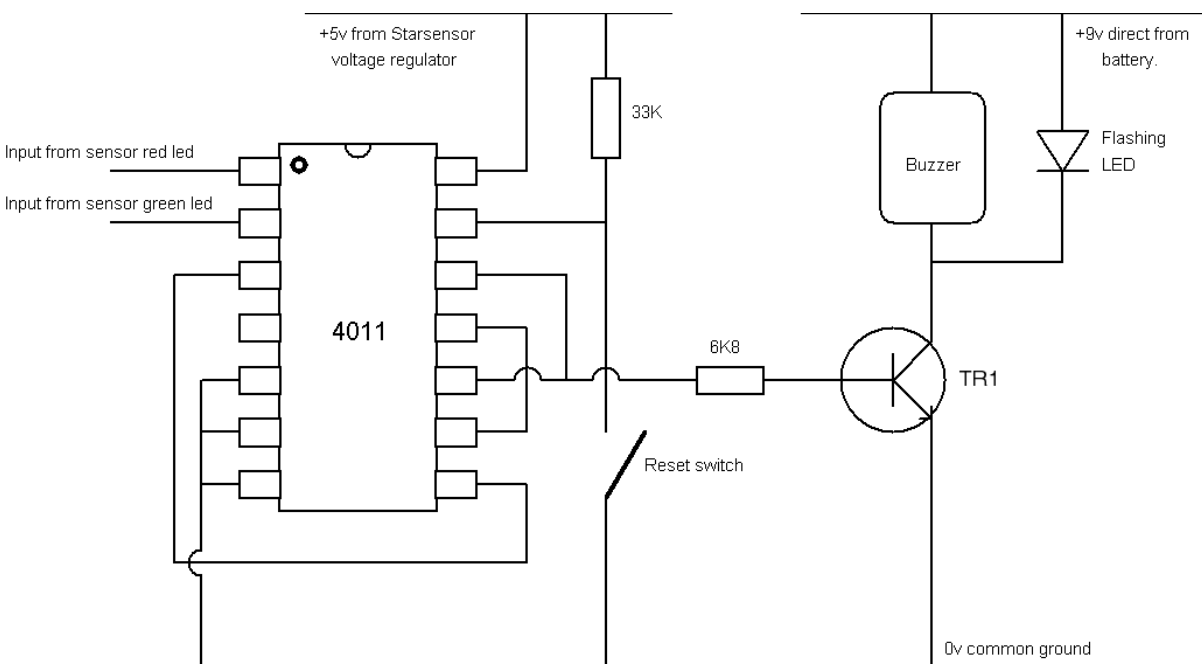 +5v from Starsensor
voltage regulator
+9v direct from
battery.
33K
Input from sensor red led
Flashing
LED
Buzzer
Input from sensor green led
4011
6K8
TR1
Reset switch
0v common ground